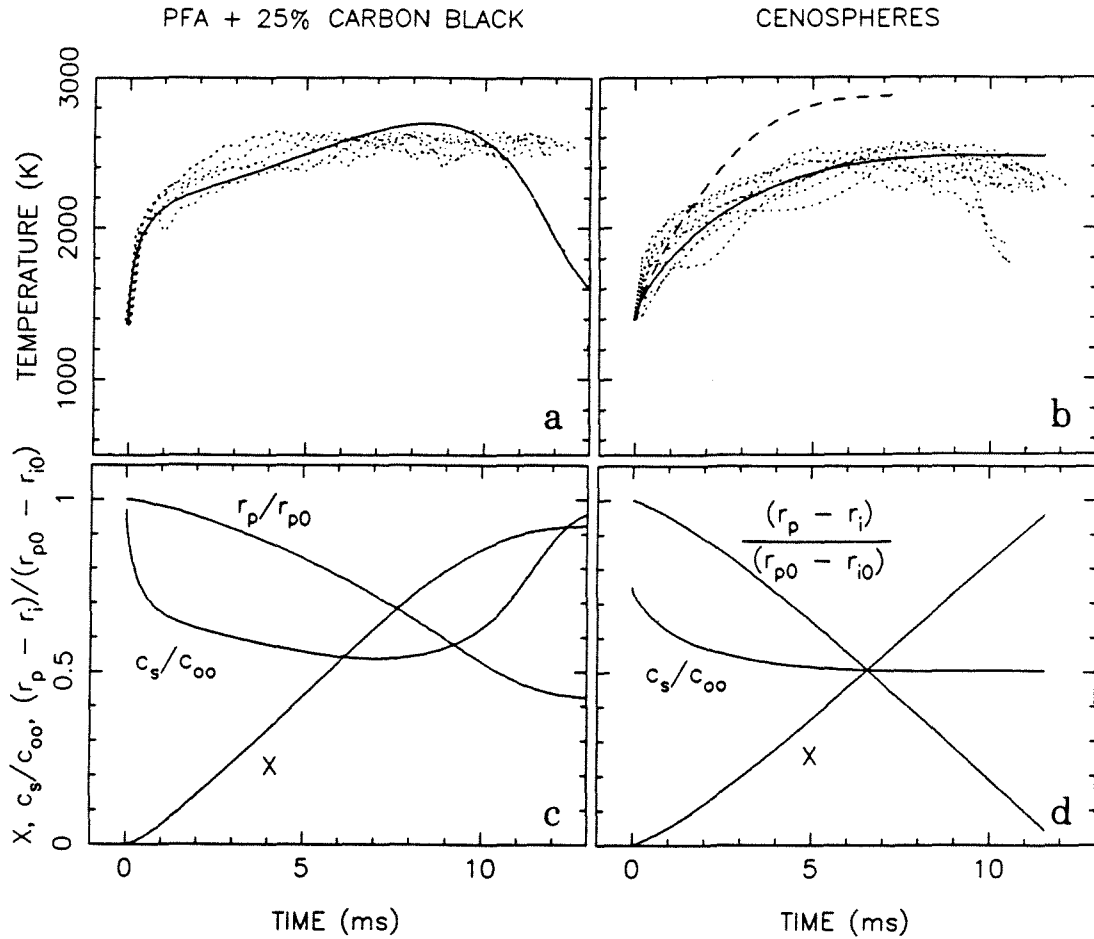 PFA + 25% CARBON BLACK
CENOSPHERES
TEMPERATURE (K)
3000
2000
1000
a
b
X, c_s/c_oo, (r_p − r_i)/(r_p0 − r_i0)
1
0.5
0
r_p/r_p0
c_s/c_oo
X
c
(r_p − r_i)
(r_p0 − r_i0)
c_s/c_oo
X
d
0 5 10
0 5 10
TIME (ms)
TIME (ms)